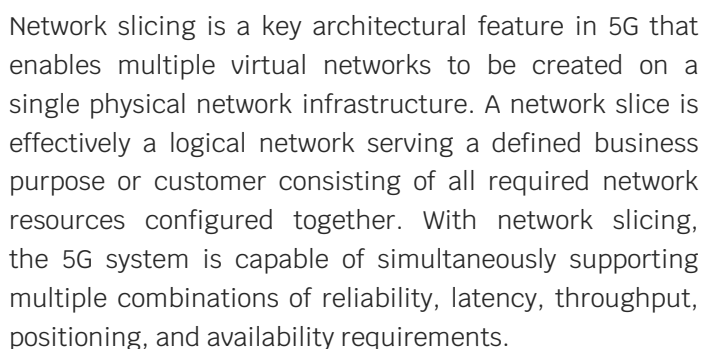 Network slicing is a key architectural feature in 5G that
enables multiple virtual networks to be created on a
single physical network infrastructure. A network slice is
effectively a logical network serving a defined business
purpose or customer consisting of all required network
resources configured together. With network slicing,
the 5G system is capable of simultaneously supporting
multiple combinations of reliability, latency, throughput,
positioning, and availability requirements.